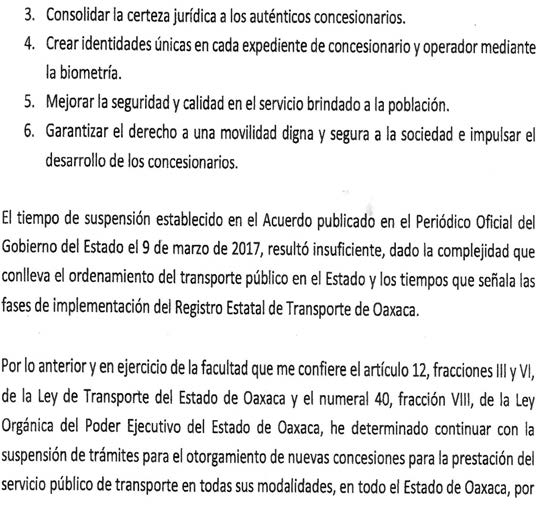 3. Consolidar la certeza jurídica a los auténticos concesionarios.
4. Crear identidades únicas en cada expediente de concesionario y operador mediante
la biometría.
5. Mejorar la seguridad y calidad en el servicio brindado a la población.
6. Garantizar el derecho a una movilidad digna y segura a la sociedad e impulsar el
desarrollo de los concesionarios.
El tiempo de suspensión establecido en el Acuerdo publicado en el Periódico Oficial del
Gobierno del Estado el 9 de marzo de 2017, resultó insuficiente, dado la complejidad que
conlleva el ordenamiento del transporte público en el Estado y los tiempos que señala las
fases de implementación del Registro Estatal de Transporte de Oaxaca.
Por lo anterior y en ejercicio de la facultad que me confiere el artículo 12, fracciones III y VI,
de la Ley de Transporte del Estado de Oaxaca y el numeral 40, fracción VIII, de la Ley
Orgánica del Poder Ejecutivo del Estado de Oaxaca, he determinado continuar con la
suspensión de trámites para el otorgamiento de nuevas concesiones para la prestación del
servicio público de transporte en todas sus modalidades, en todo el Estado de Oaxaca, por